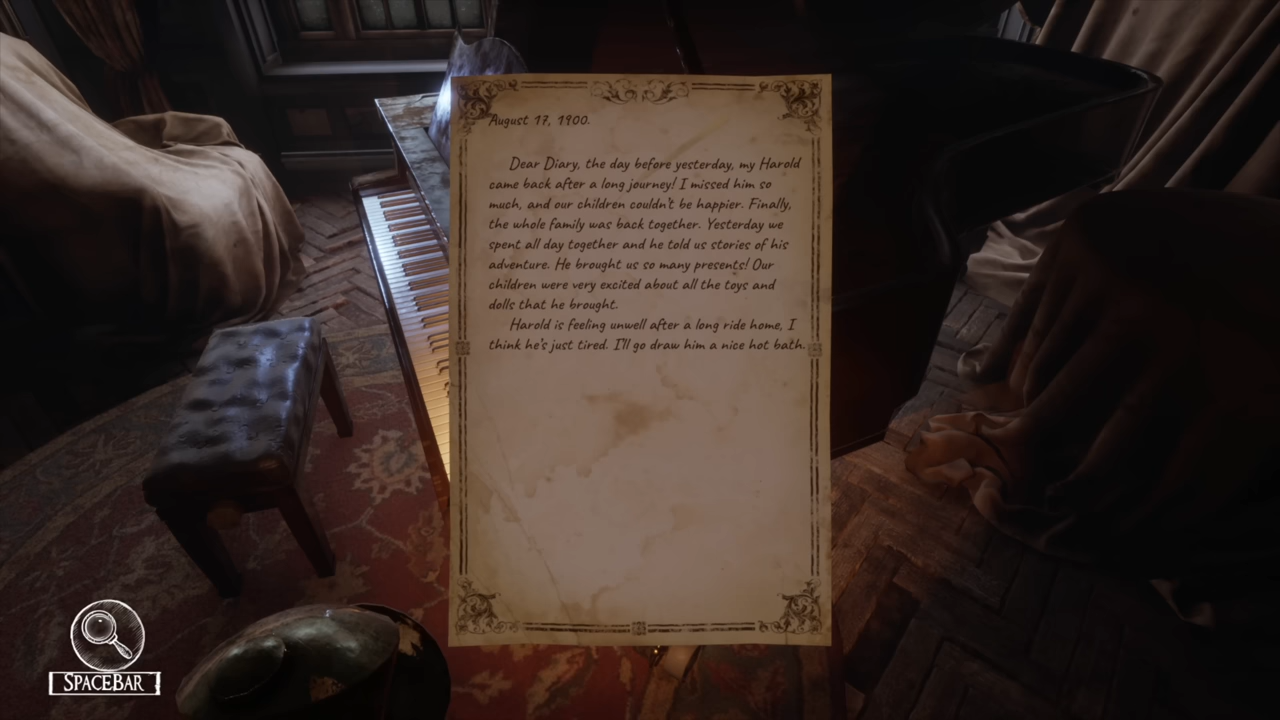 August 17, 1900.
Dear Diary, the day before yesterday, my Harold
came back after a long journey! I missed him so
much, and our children couldn't be happier. Finally,
the whole family was back together. Yesterday we
spent all day together and he told us stories of his
adventure. He brought us so many presents! Our
children were very excited about all the toys and
dolls that he brought.
Harold is feeling unwell after a long ride home, I
think he's just tired. I'll go draw him a nice hot bath.
SPACEBAR